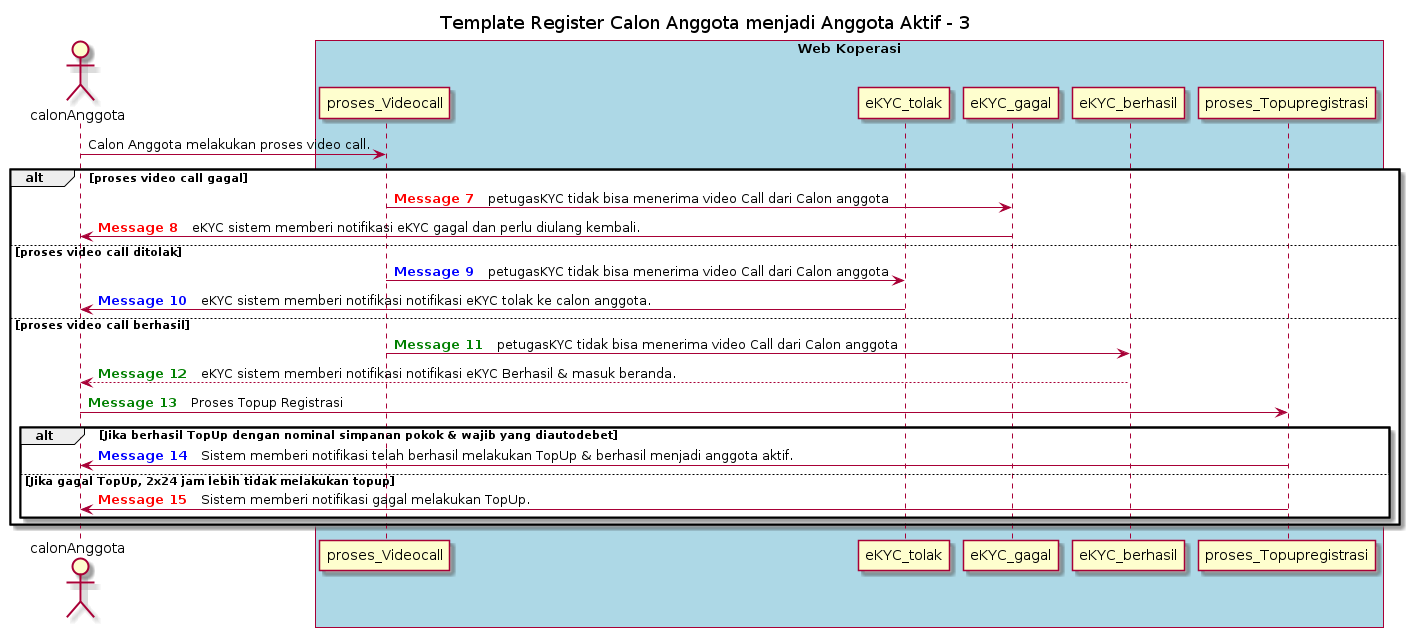 Template Register Calon Anggota menjadi Anggota Aktif - 3
Web Koperasi
calonAnggota
proses_Videocall
eKYC_tolak
eKYC_gagal
eKYC_berhasil
proses_Topupregistrasi
Calon Anggota melakukan proses video call.
alt [proses video call gagal]
Message 7 petugasKYC tidak bisa menerima video Call dari Calon anggota
Message 8 eKYC sistem memberi notifikasi eKYC gagal dan perlu diulang kembali.
[proses video call ditolak]
Message 9 petugasKYC tidak bisa menerima video Call dari Calon anggota
Message 10 eKYC sistem memberi notifikasi notifikasi eKYC tolak ke calon anggota.
[proses video call berhasil]
Message 11 petugasKYC tidak bisa menerima video Call dari Calon anggota
Message 12 eKYC sistem memberi notifikasi notifikasi eKYC Berhasil & masuk beranda.
Message 13 Proses Topup Registrasi
alt [Jika berhasil TopUp dengan nominal simpanan pokok & wajib yang diautodebet]
Message 14 Sistem memberi notifikasi telah berhasil melakukan TopUp & berhasil menjadi anggota aktif.
[Jika gagal TopUp, 2x24 jam lebih tidak melakukan topup]
Message 15 Sistem memberi notifikasi gagal melakukan TopUp.
calonAnggota
proses_Videocall
eKYC_tolak
eKYC_gagal
eKYC_berhasil
proses_Topupregistrasi